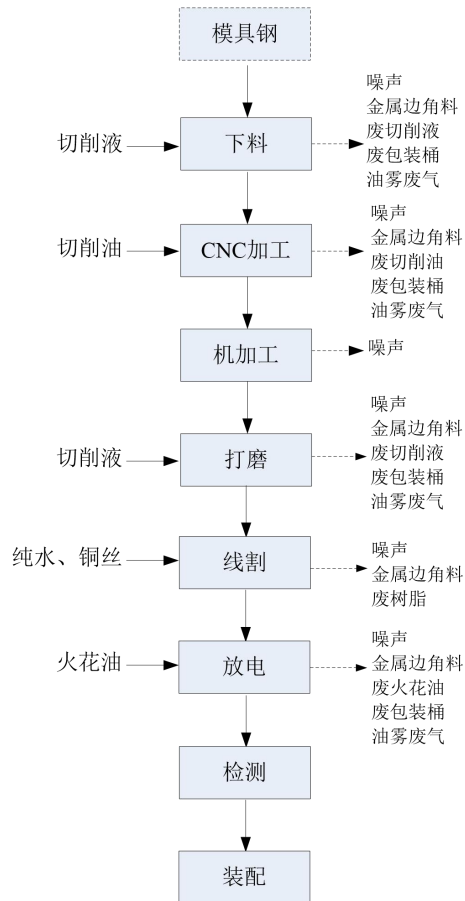 模具钢
噪声
金属边角料
废切削液
废包装桶
油雾废气
切削液
下料
噪声
金属边角料
废切削油
废包装桶
油雾废气
切削油
CNC加工
机加工
噪声
噪声
金属边角料
废切削液
废包装桶
油雾废气
切削液
打磨
纯水、铜丝
线割
噪声
金属边角料
废树脂
火花油
放电
噪声
金属边角料
废火花油
废包装桶
油雾废气
检测
装配